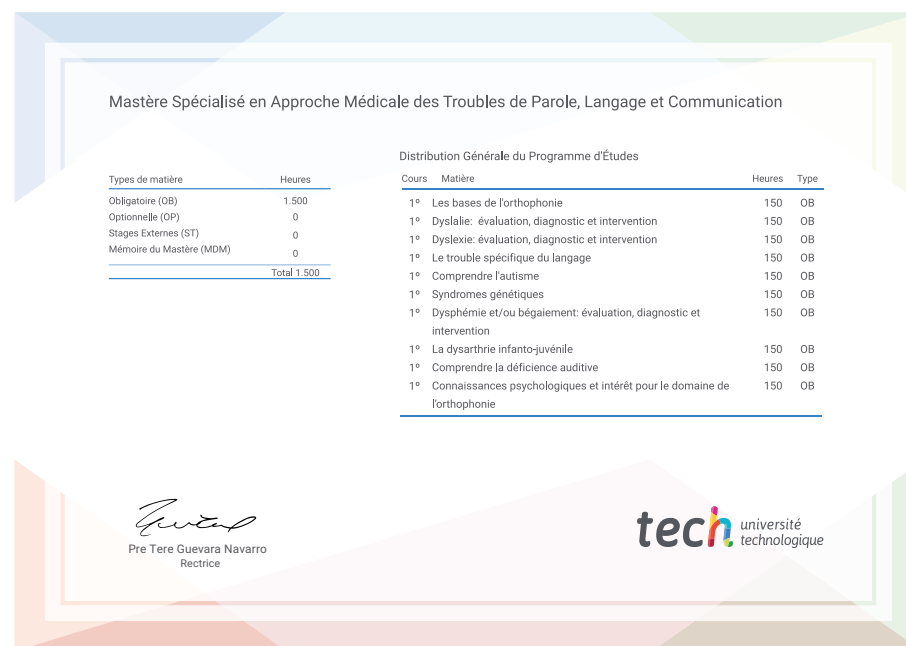 Mastère Spécialisé en Approche Médicale des Troubles de Parole, Langage et Communication
Types de matière Heures
Obligatoire (OB) 1.500
Optionnelle (OP) 0
Stages Externes (ST) 0
Mémoire du Mastère (MDM) 0
Total 1.500
Distribution Générale du Programme d'Études
Cours Matière Heures Type
1º Les bases de l'orthophonie 150 OB
1º Dyslalie: évaluation, diagnostic et intervention 150 OB
1º Dyslexie: évaluation, diagnostic et intervention 150 OB
1º Le trouble spécifique du langage 150 OB
1º Comprendre l'autisme 150 OB
1º Syndromes génétiques 150 OB
1º Dysphémie et/ou bégaiement: évaluation, diagnostic et 150 OB
intervention
1º La dysarthrie infanto-juvénile 150 OB
1º Comprendre la déficience auditive 150 OB
1º Connaissances psychologiques et intérêt pour le domaine de 150 OB
l'orthophonie
Pre Tere Guevara Navarro
Rectrice
tech université
technologique